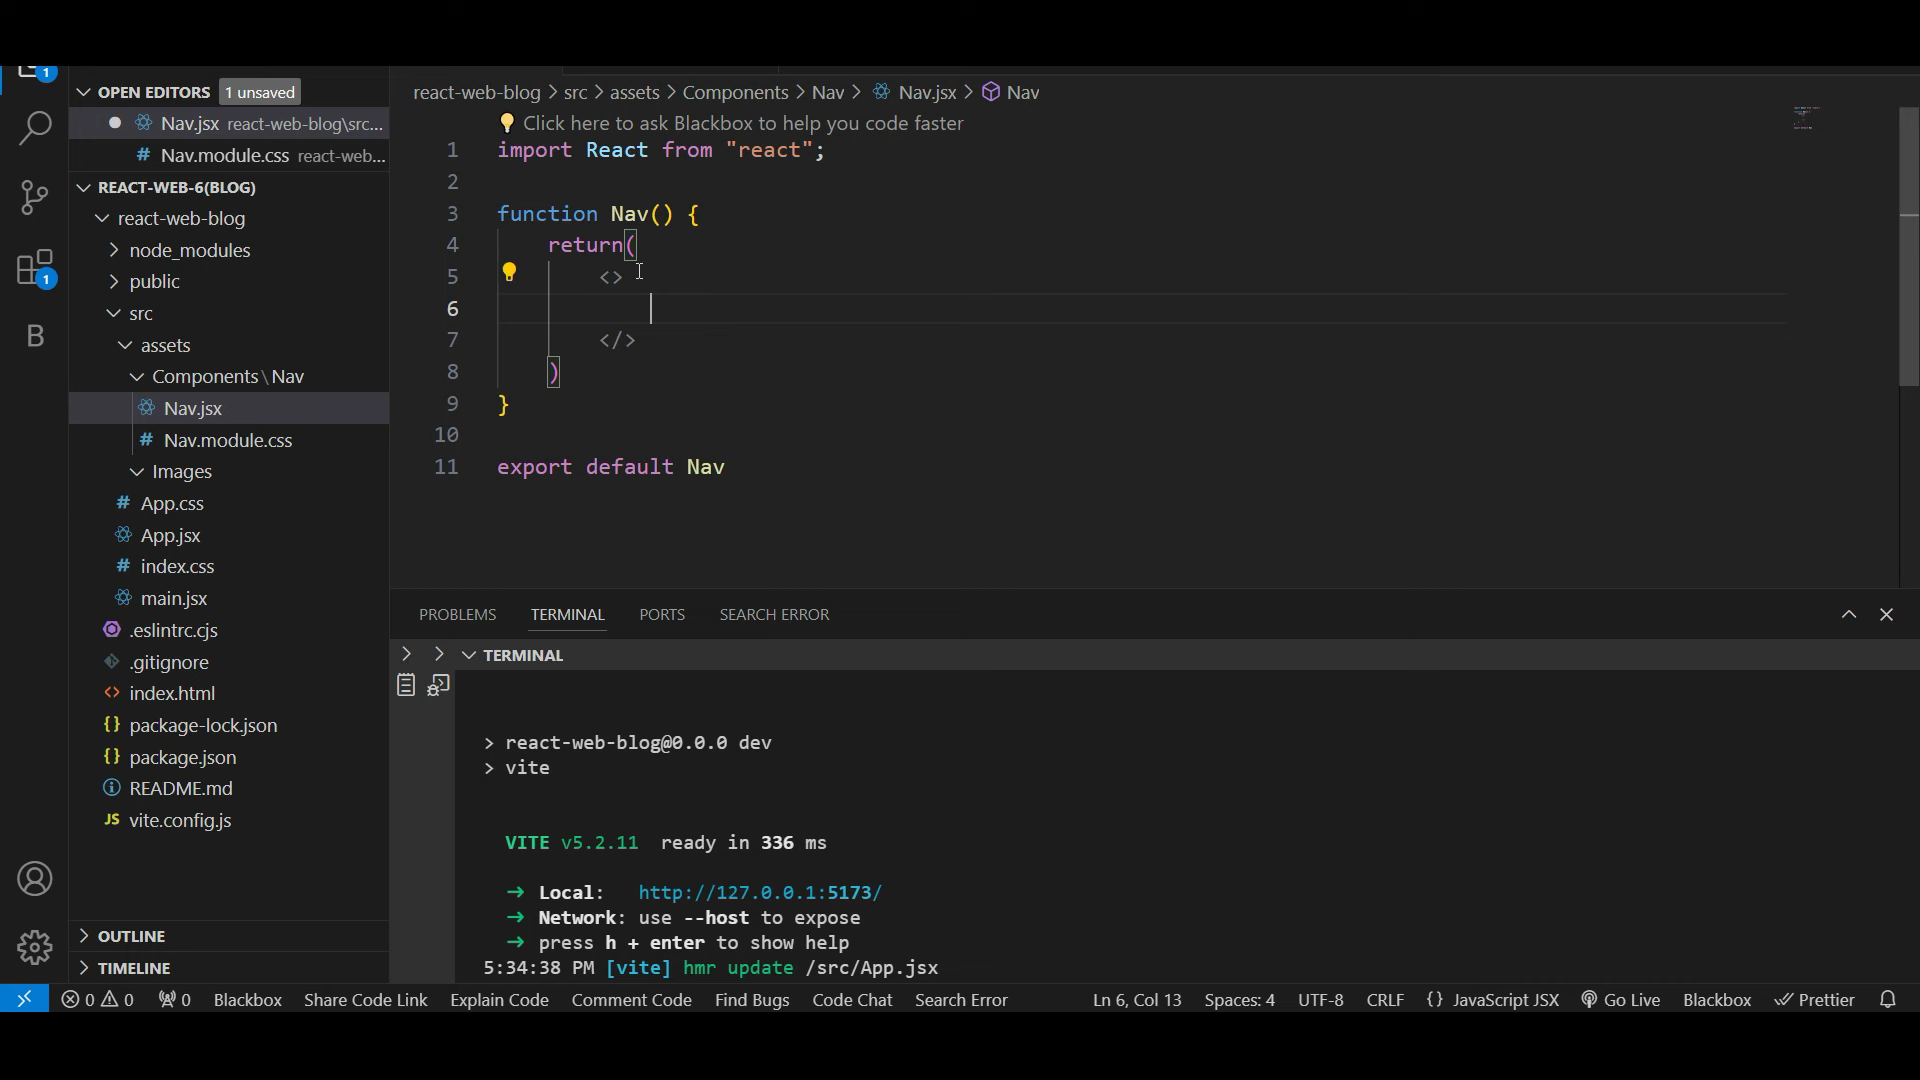 1
OPEN EDITORS 1 unsaved
Nav.jsx react-web-blog\src...
# Nav.module.css react-web...
REACT-WEB-6(BLOG)
react-web-blog
node_modules
1
public
src
B
assets
Components\Nav
Nav.jsx
# Nav.module.css
Images
# App.css
App.jsx
# index.css
main.jsx
.eslintrc.cjs
.gitignore
<> index.html
{} package-lock.json
{} package.json
README.md
JS vite.config.js
OUTLINE
TIMELINE
react-web-blog > src > assets > Components > Nav > Nav.jsx > Nav
Click here to ask Blackbox to help you code faster
1 import React from "react";
2
3 function Nav() {
4 return(
5 <>
6
7 </>
8 )
9 }
10
11 export default Nav
PROBLEMS TERMINAL PORTS SEARCH ERROR
TERMINAL
> react-web-blog@0.0.0 dev
> vite
VITE v5.2.11 ready in 336 ms
→ Local: http://127.0.0.1:5173/
→ Network: use --host to expose
→ press h + enter to show help
5:34:38 PM [vite] hmr update /src/App.jsx
0 0 0 Blackbox Share Code Link Explain Code Comment Code Find Bugs Code Chat Search Error Ln 6, Col 13 Spaces: 4 UTF-8 CRLF {} JavaScript JSX Go Live Blackbox Prettier